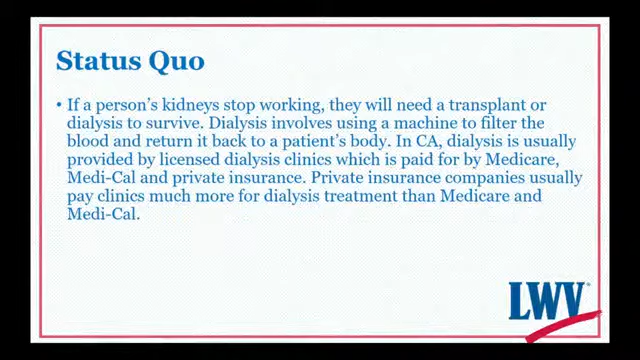 Status Quo
• If a person's kidneys stop working, they will need a transplant or
dialysis to survive. Dialysis involves using a machine to filter the
blood and return it back to a patient's body. In CA, dialysis is usually
provided by licensed dialysis clinics which is paid for by Medicare,
Medi-Cal and private insurance. Private insurance companies usually
pay clinics much more for dialysis treatment than Medicare and
Medi-Cal.
LWV